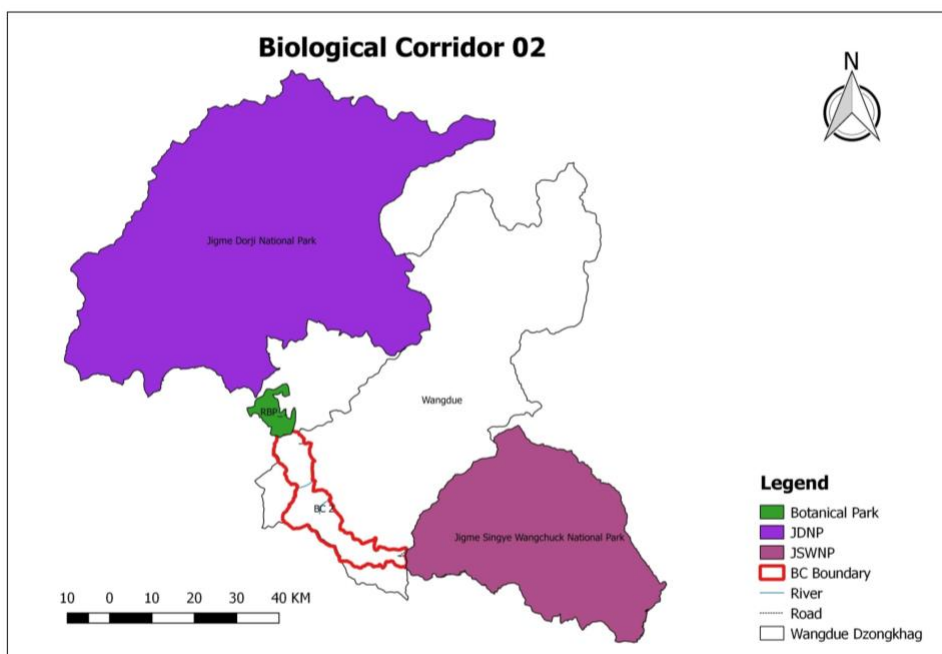 Biological Corridor 02
N
Jigme Dorji National Park
Wangdue
RBP_1
BC 2
Jigme Singye Wangchuck National Park
Legend
Botanical Park
JDNP
JSWNP
BC Boundary
River
Road
Wangdue Dzongkhag
10 0 10 20 30 40 KM